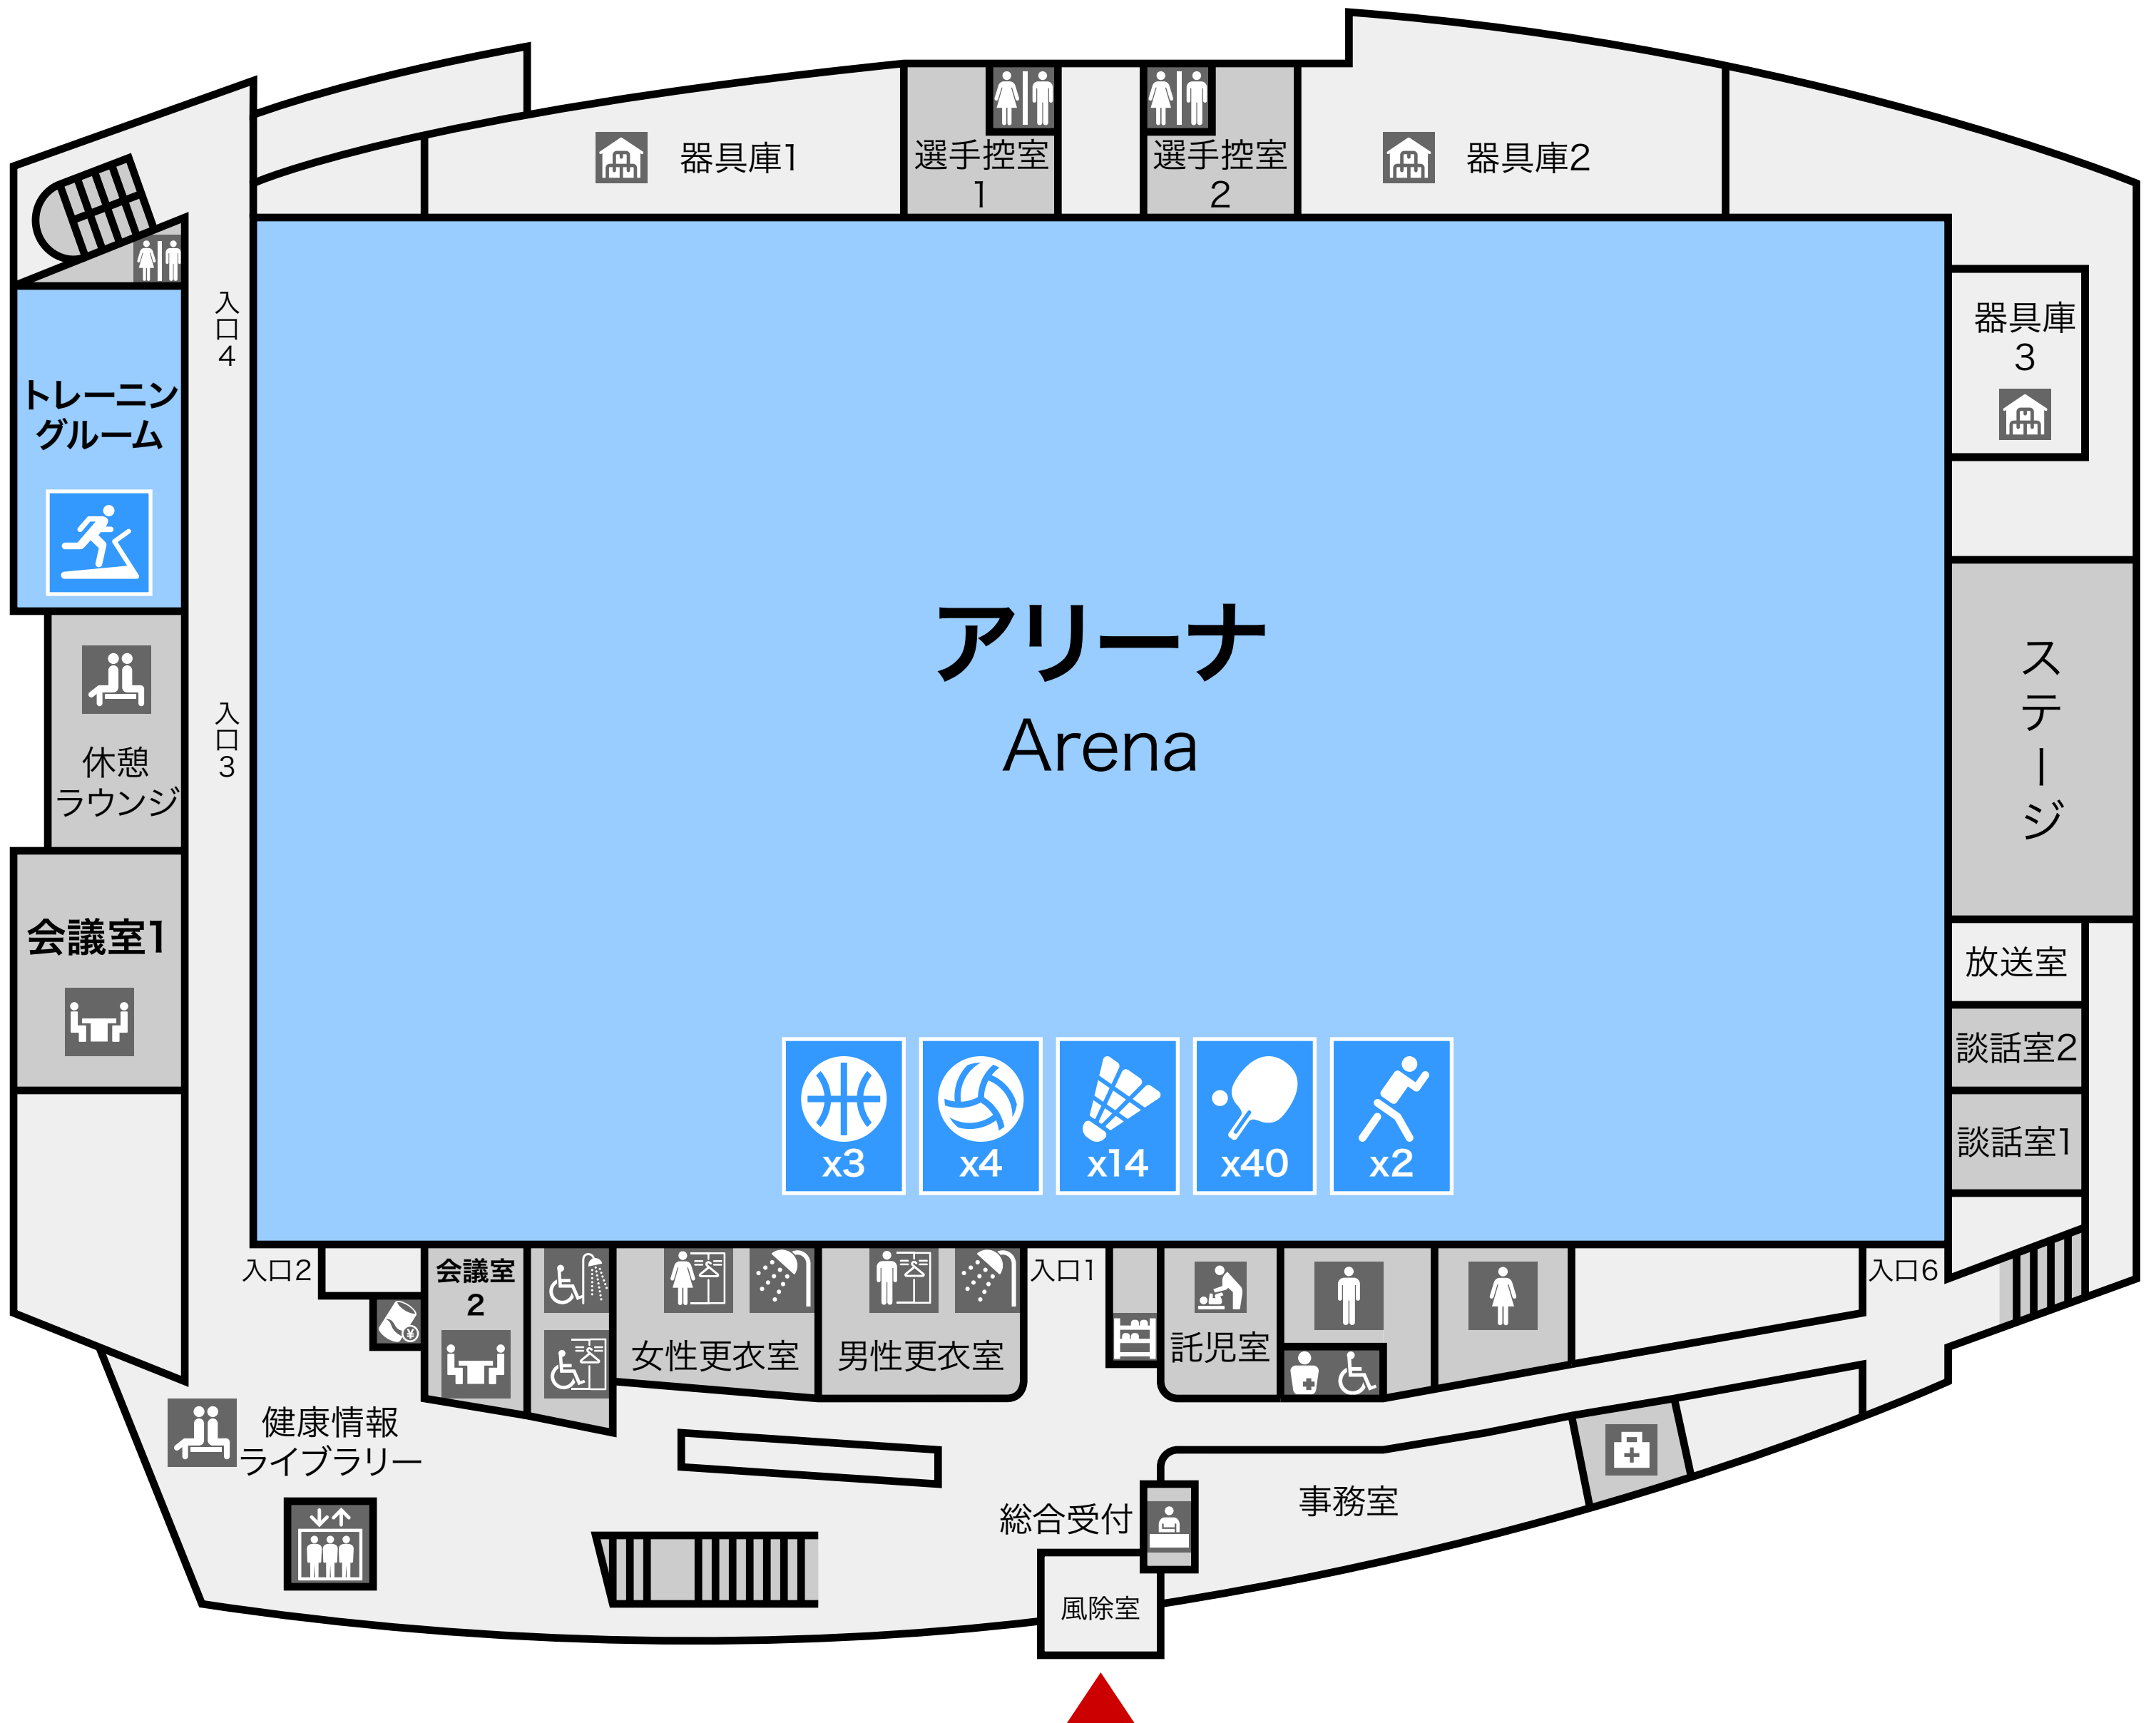 器具庫1
選手控室
1
選手控室
2
器具庫2
入口4
器具庫
3
トレーニン
グルーム
アリーナ
Arena
ステージ
入口3
休憩
ラウンジ
会議室1
放送室
談話室2
談話室1
x3
x4
x14
x40
x2
入口2
会議室
2
¥
女性更衣室
男性更衣室
入口1
託児室
入口6
健康情報
ライブラリー
総合受付
事務室
風除室